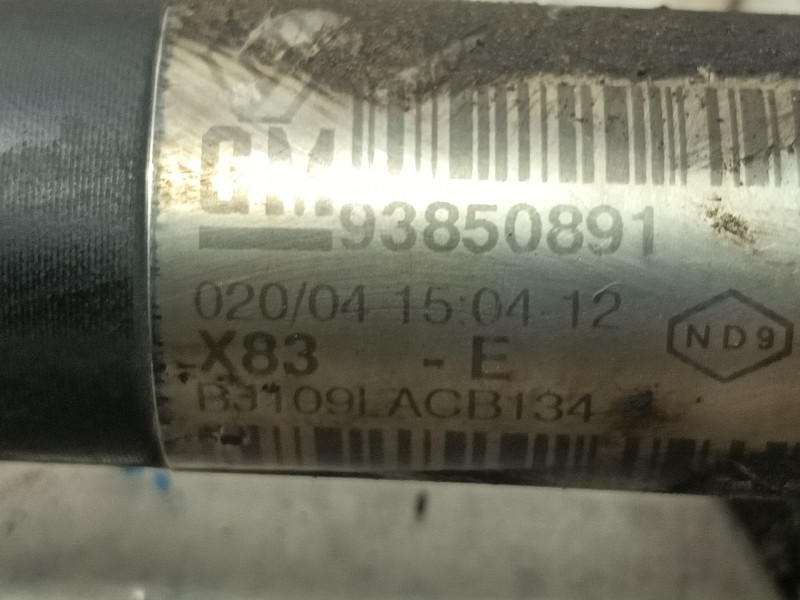 GM
93850891
020/04 15:04 12
X83 - E
ND9
B3109LACB134